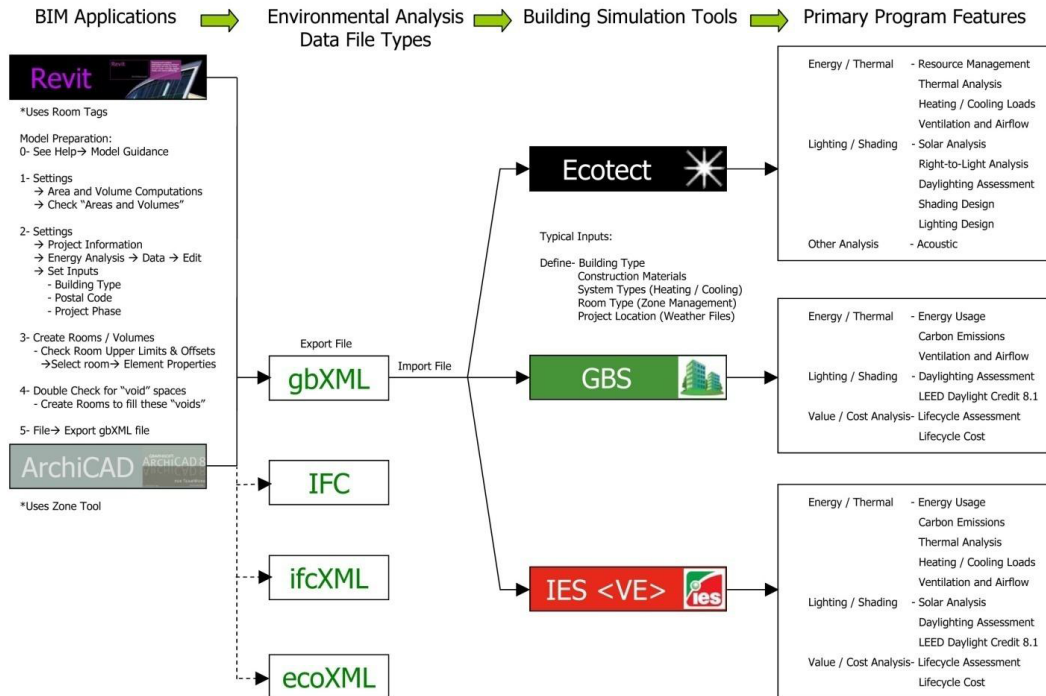 BIM Applications
Environmental Analysis
Data File Types
Building Simulation Tools
Primary Program Features
Revit
*Uses Room Tags
Model Preparation:
0- See Help→ Model Guidance
1- Settings
→ Area and Volume Computations
→ Check “Areas and Volumes”
2- Settings
→ Project Information
→ Energy Analysis → Data → Edit
→ Set Inputs
- Building Type
- Postal Code
- Project Phase
3- Create Rooms / Volumes
- Check Room Upper Limits & Offsets
→Select room→ Element Properties
4- Double Check for “void” spaces
- Create Rooms to fill these “voids”
5- File→ Export gbXML file
ArchiCAD
ARCHICAD 8
*Uses Zone Tool
Export File
gbXML
Import File
IFC
ifcXML
ecoXML
Ecotect
Typical Inputs:
Define- Building Type
Construction Materials
System Types (Heating / Cooling)
Room Type (Zone Management)
Project Location (Weather Files)
GBS
IES <VE>
ies
Energy / Thermal - Resource Management
Thermal Analysis
Heating / Cooling Loads
Ventilation and Airflow
Lighting / Shading - Solar Analysis
Right-to-Light Analysis
Daylighting Assessment
Shading Design
Lighting Design
Other Analysis - Acoustic
Energy / Thermal - Energy Usage
Carbon Emissions
Ventilation and Airflow
Lighting / Shading - Daylighting Assessment
LEED Daylight Credit 8.1
Value / Cost Analysis- Lifecycle Assessment
Lifecycle Cost
Energy / Thermal - Energy Usage
Carbon Emissions
Thermal Analysis
Heating / Cooling Loads
Ventilation and Airflow
Lighting / Shading - Solar Analysis
Daylighting Assessment
LEED Daylight Credit 8.1
Value / Cost Analysis- Lifecycle Assessment
Lifecycle Cost